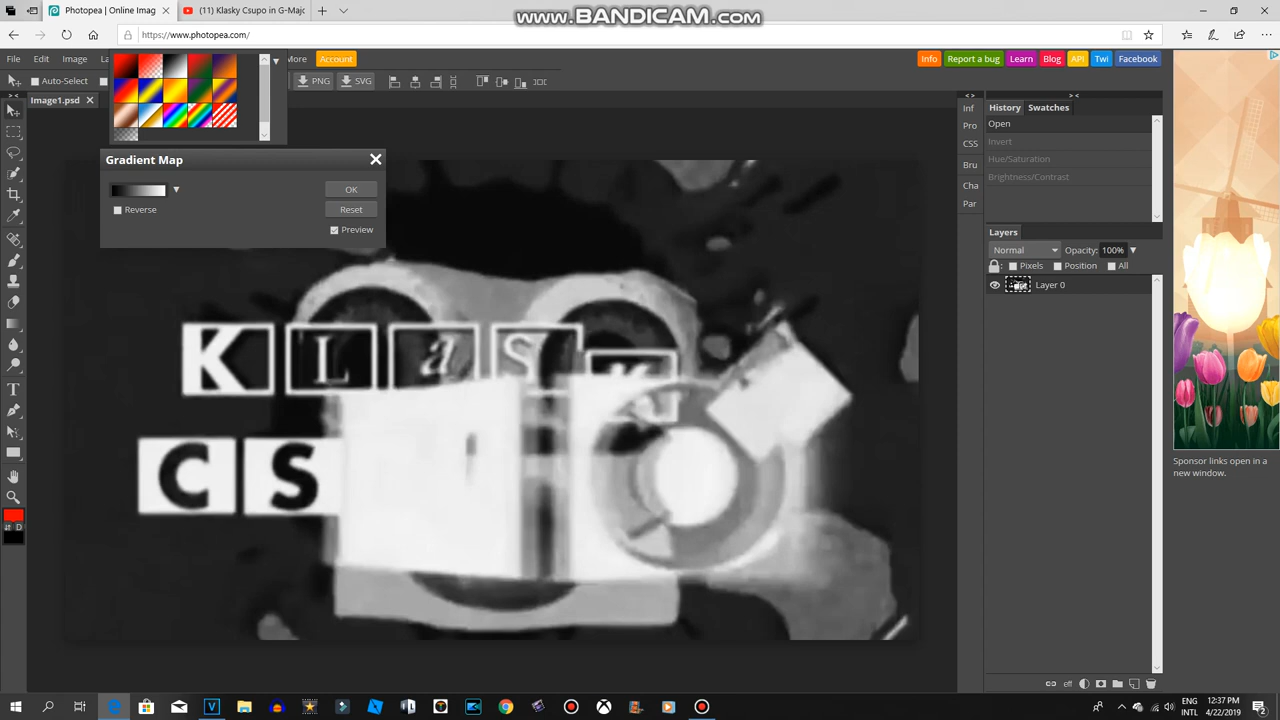 www.BANDICAM.com
Photopea | Online Imag
(11) Klasky Csupo in G-Majo
https://www.photopea.com/
File Edit Image More Account
Info Report a bug Learn Blog API Twi Facebook
Auto-Select PNG SVG
Image1.psd
Gradient Map
OK
Reverse Reset
Preview
K L a S K
C S
Inf
Pro
CSS
Bru
Cha
Par
History Swatches
Open
Invert
Hue/Saturation
Brightness/Contrast
Layers
Normal Opacity: 100%
Pixels Position All
Layer 0
eff
D
Sponsor links open in a
new window.
ENG
INTL
12:37 PM
4/22/2019